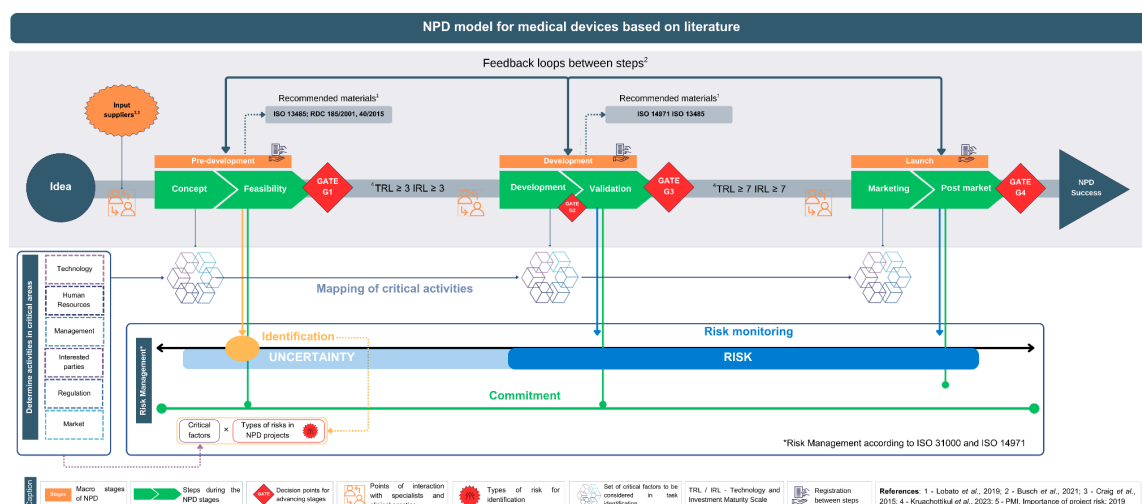 NPD model for medical devices based on literature
Feedback loops between steps²
Input
suppliers²,³
Recommended materials¹
ISO 13485; RDC 185/2001, 40/2015
Recommended materials¹
ISO 14971 ISO 13485
Pre-development
Development
Launch
Idea
Concept
Feasibility
GATE
G1
⁴TRL ≥ 3 IRL ≥ 3
Development
GATE
G2
Validation
GATE
G3
⁴TRL ≥ 7 IRL ≥ 7
Marketing
Post market
GATE
G4
NPD
Success
Determine activities in critical areas
Technology
Human
Resources
Management
Interested
parties
Regulation
Market
Mapping of critical activities
Risk Management*
Identification
Risk monitoring
UNCERTAINTY
RISK
Commitment
Critical
factors
×
Types of risks in
NPD projects
*Risk Management according to ISO 31000 and ISO 14971
Caption
Stages
Macro stages
of NPD
Steps during the
NPD stages
GATE
Decision points for
advancing stages
Points of interaction
with specialists and
Types of risk for
identification
Set of critical factors to be
considered in task
TRL / IRL - Technology and
Investment Maturity Scale
Registration
between steps
References: 1 - Lobato et al., 2019; 2 - Busch et al., 2021; 3 - Craig et al.,
2015; 4 - Kruachottikul et al., 2023; 5 - PMI. Importance of project risk; 2019